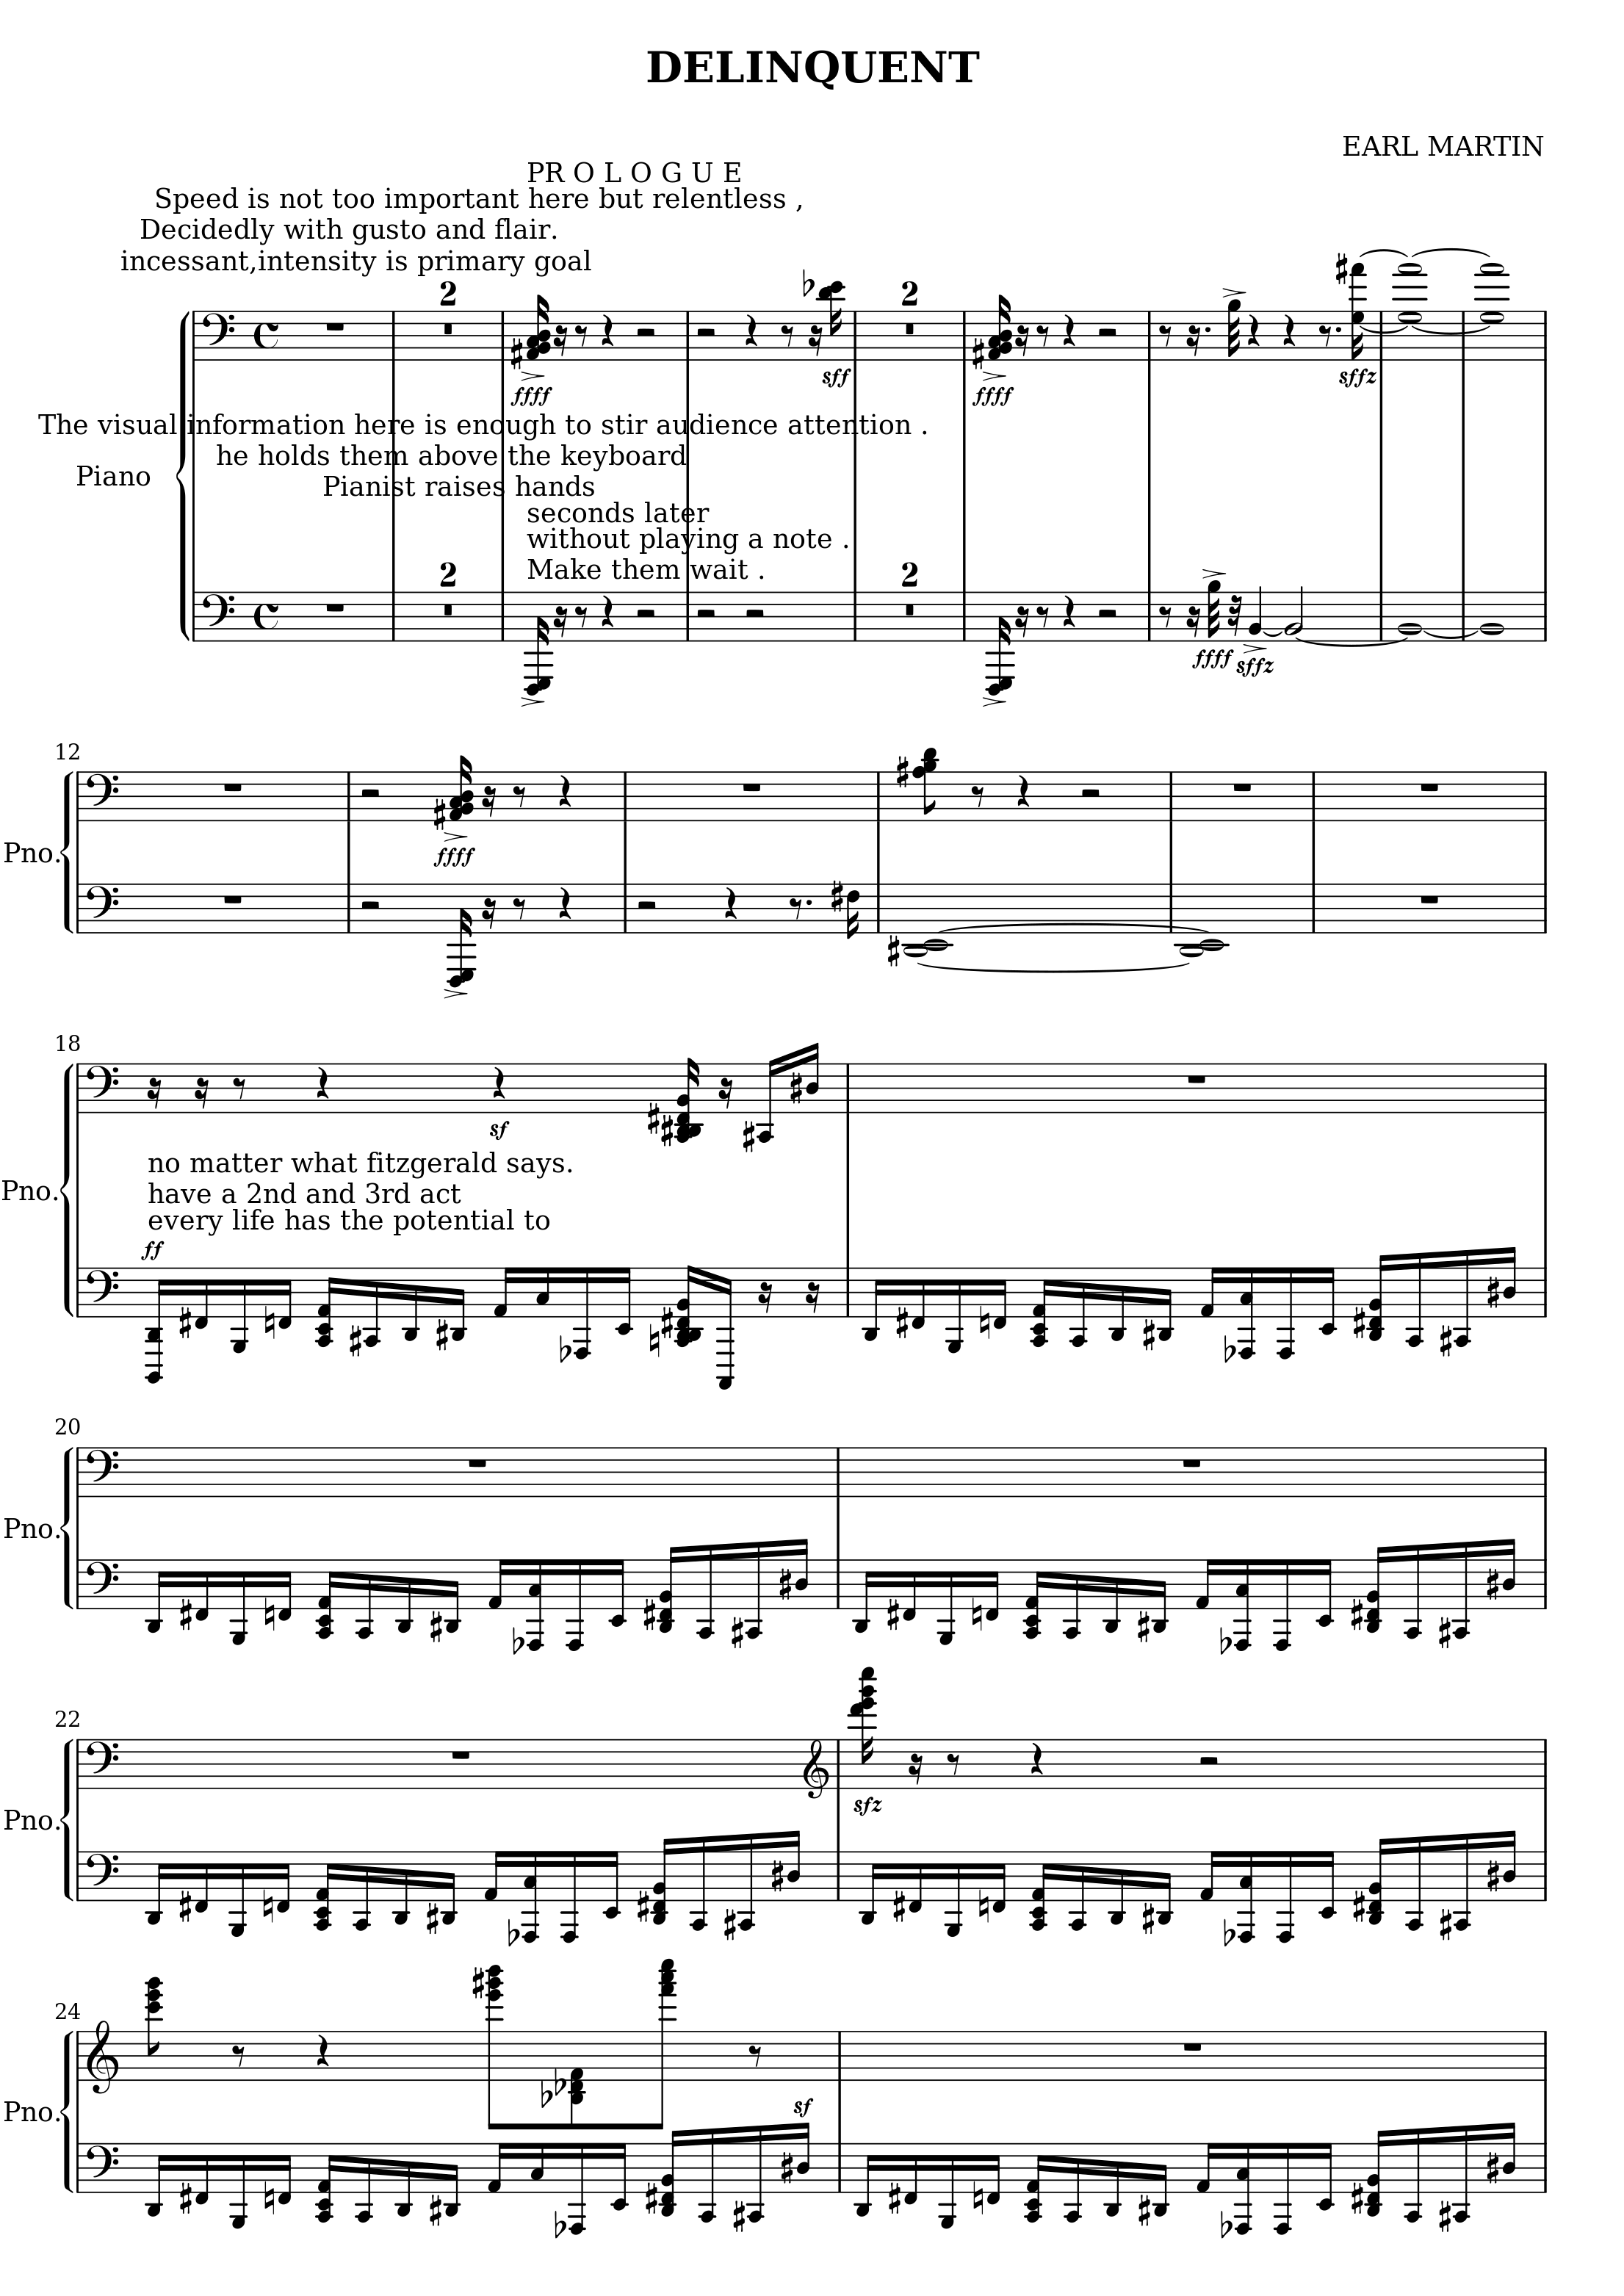 DELINQUENT
EARL MARTIN
PR O L O G U E
Speed is not too important here but relentless ,
Decidedly with gusto and flair.
incessant,intensity is primary goal
2
2
sff
sffz
ffff
ffff
The visual information here is enough to stir audience attention .
he holds them above the keyboard
Piano
Pianist raises hands
seconds later
without playing a note .
Make them wait .
2
2
ffff
sffz
12
ffff
Pno.
18
sf
no matter what fitzgerald says.
Pno.
have a 2nd and 3rd act
every life has the potential to
ff
20
Pno.
22
sfz
Pno.
24
sf
Pno.